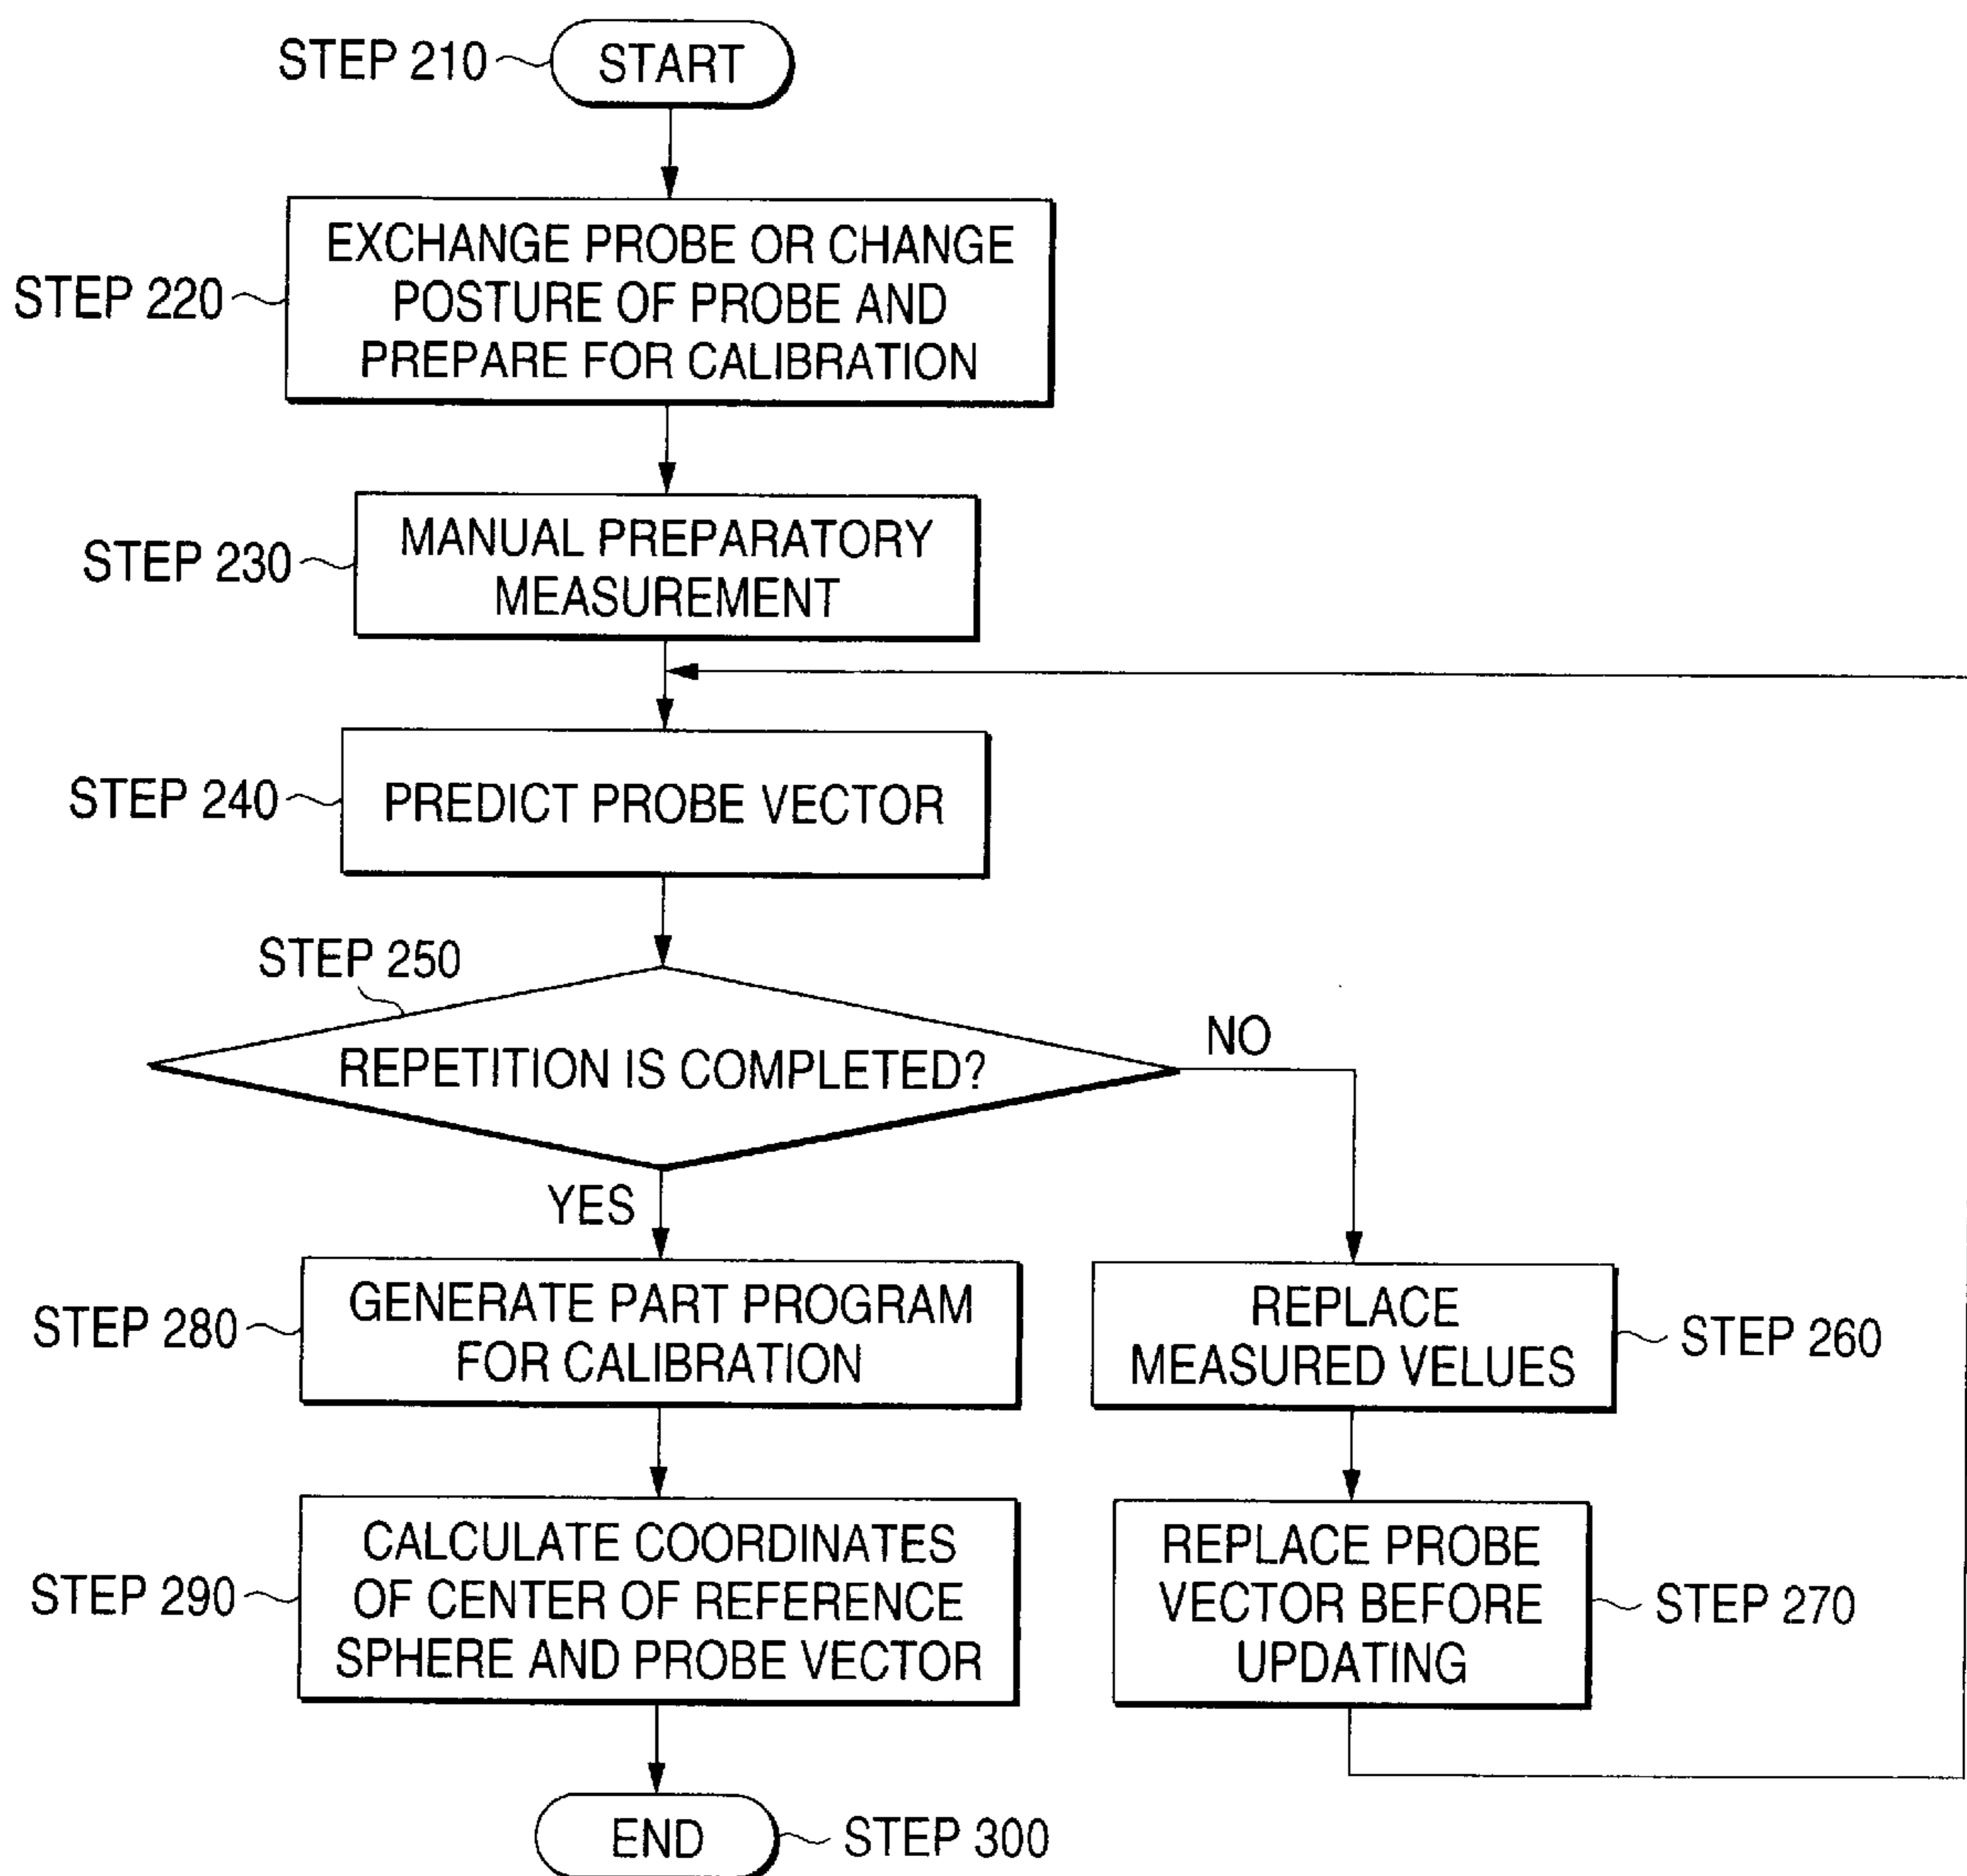 STEP 210
START
STEP 220
EXCHANGE PROBE OR CHANGE
POSTURE OF PROBE AND
PREPARE FOR CALIBRATION
STEP 230
MANUAL PREPARATORY
MEASUREMENT
STEP 240
PREDICT PROBE VECTOR
STEP 250
REPETITION IS COMPLETED?
NO
YES
STEP 280
GENERATE PART PROGRAM
FOR CALIBRATION
REPLACE
MEASURED VELUES
STEP 260
STEP 290
CALCULATE COORDINATES
OF CENTER OF REFERENCE
SPHERE AND PROBE VECTOR
REPLACE PROBE
VECTOR BEFORE
UPDATING
STEP 270
END
STEP 300